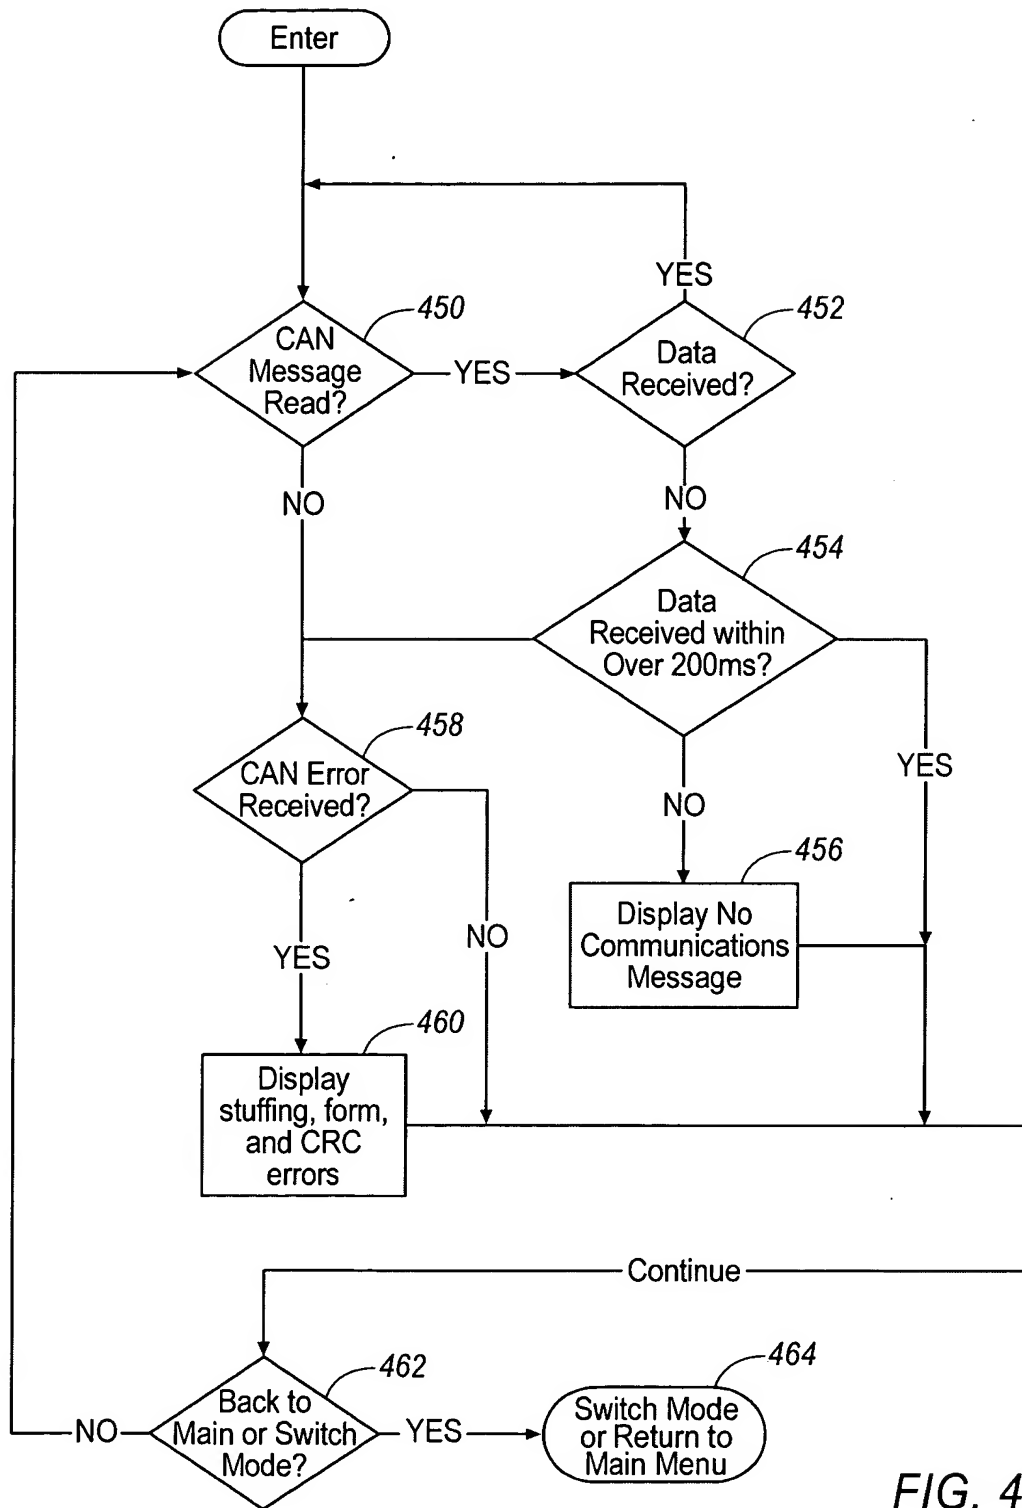 Enter
YES
450
452
CAN
Message
Read?
YES
Data
Received?
NO
NO
454
Data
Received within
Over 200ms?
458
CAN Error
Received?
YES
NO
456
Display No
Communications
Message
NO
YES
460
Display
stuffing, form,
and CRC
errors
Continue
462
464
Back to
Main or Switch
Mode?
NO
YES
Switch Mode
or Return to
Main Menu
FIG. 4